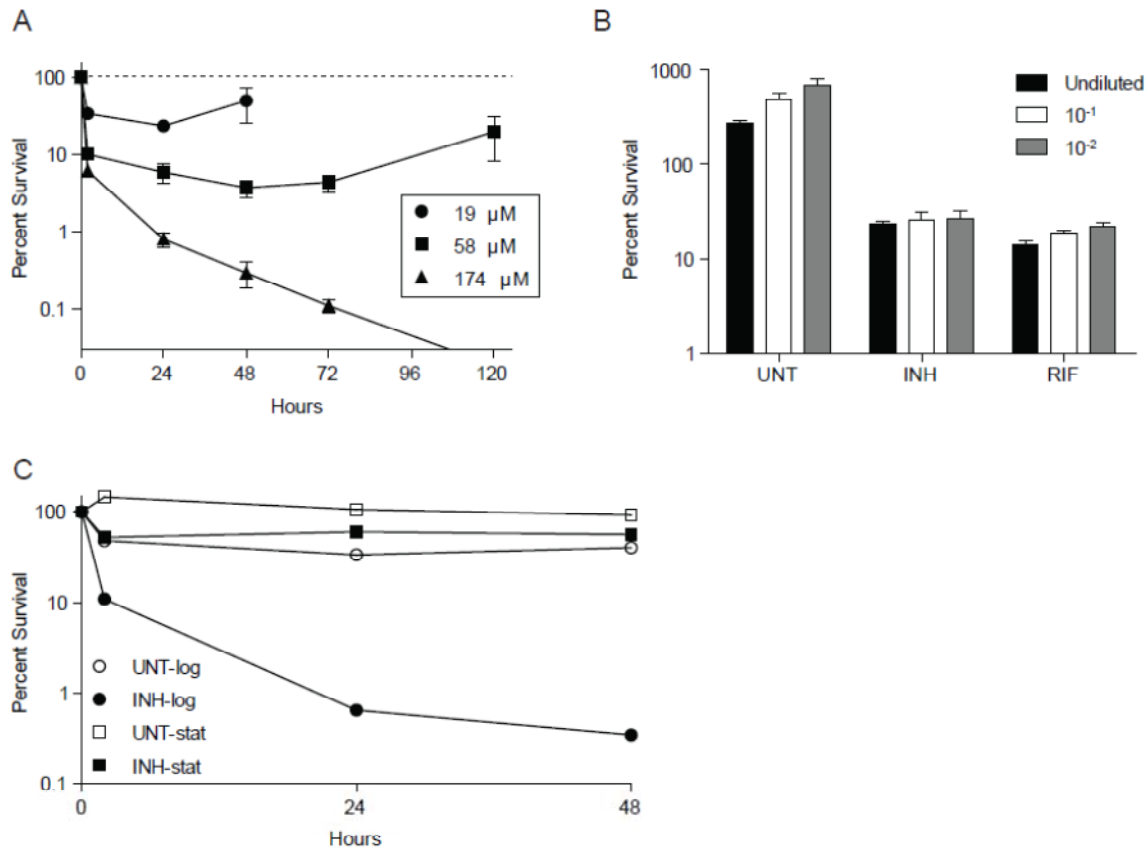 A
Percent Survival
100
10
1
0.1
0 24 48 72 96 120
Hours
19 µM
58 µM
174 µM
B
Percent Survival
1000
100
10
1
UNT INH RIF
Undiluted
10⁻¹
10⁻²
C
Percent Survival
100
10
1
0.1
0 24 48
Hours
UNT-log
INH-log
UNT-stat
INH-stat